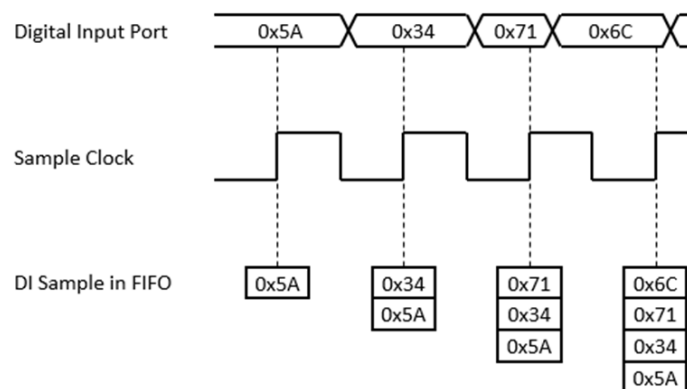 Digital Input Port 0x5A 0x34 0x71 0x6C
Sample Clock
DI Sample in FIFO 0x5A 0x34 0x71 0x6C
0x5A 0x34 0x71
0x5A 0x34
0x5A